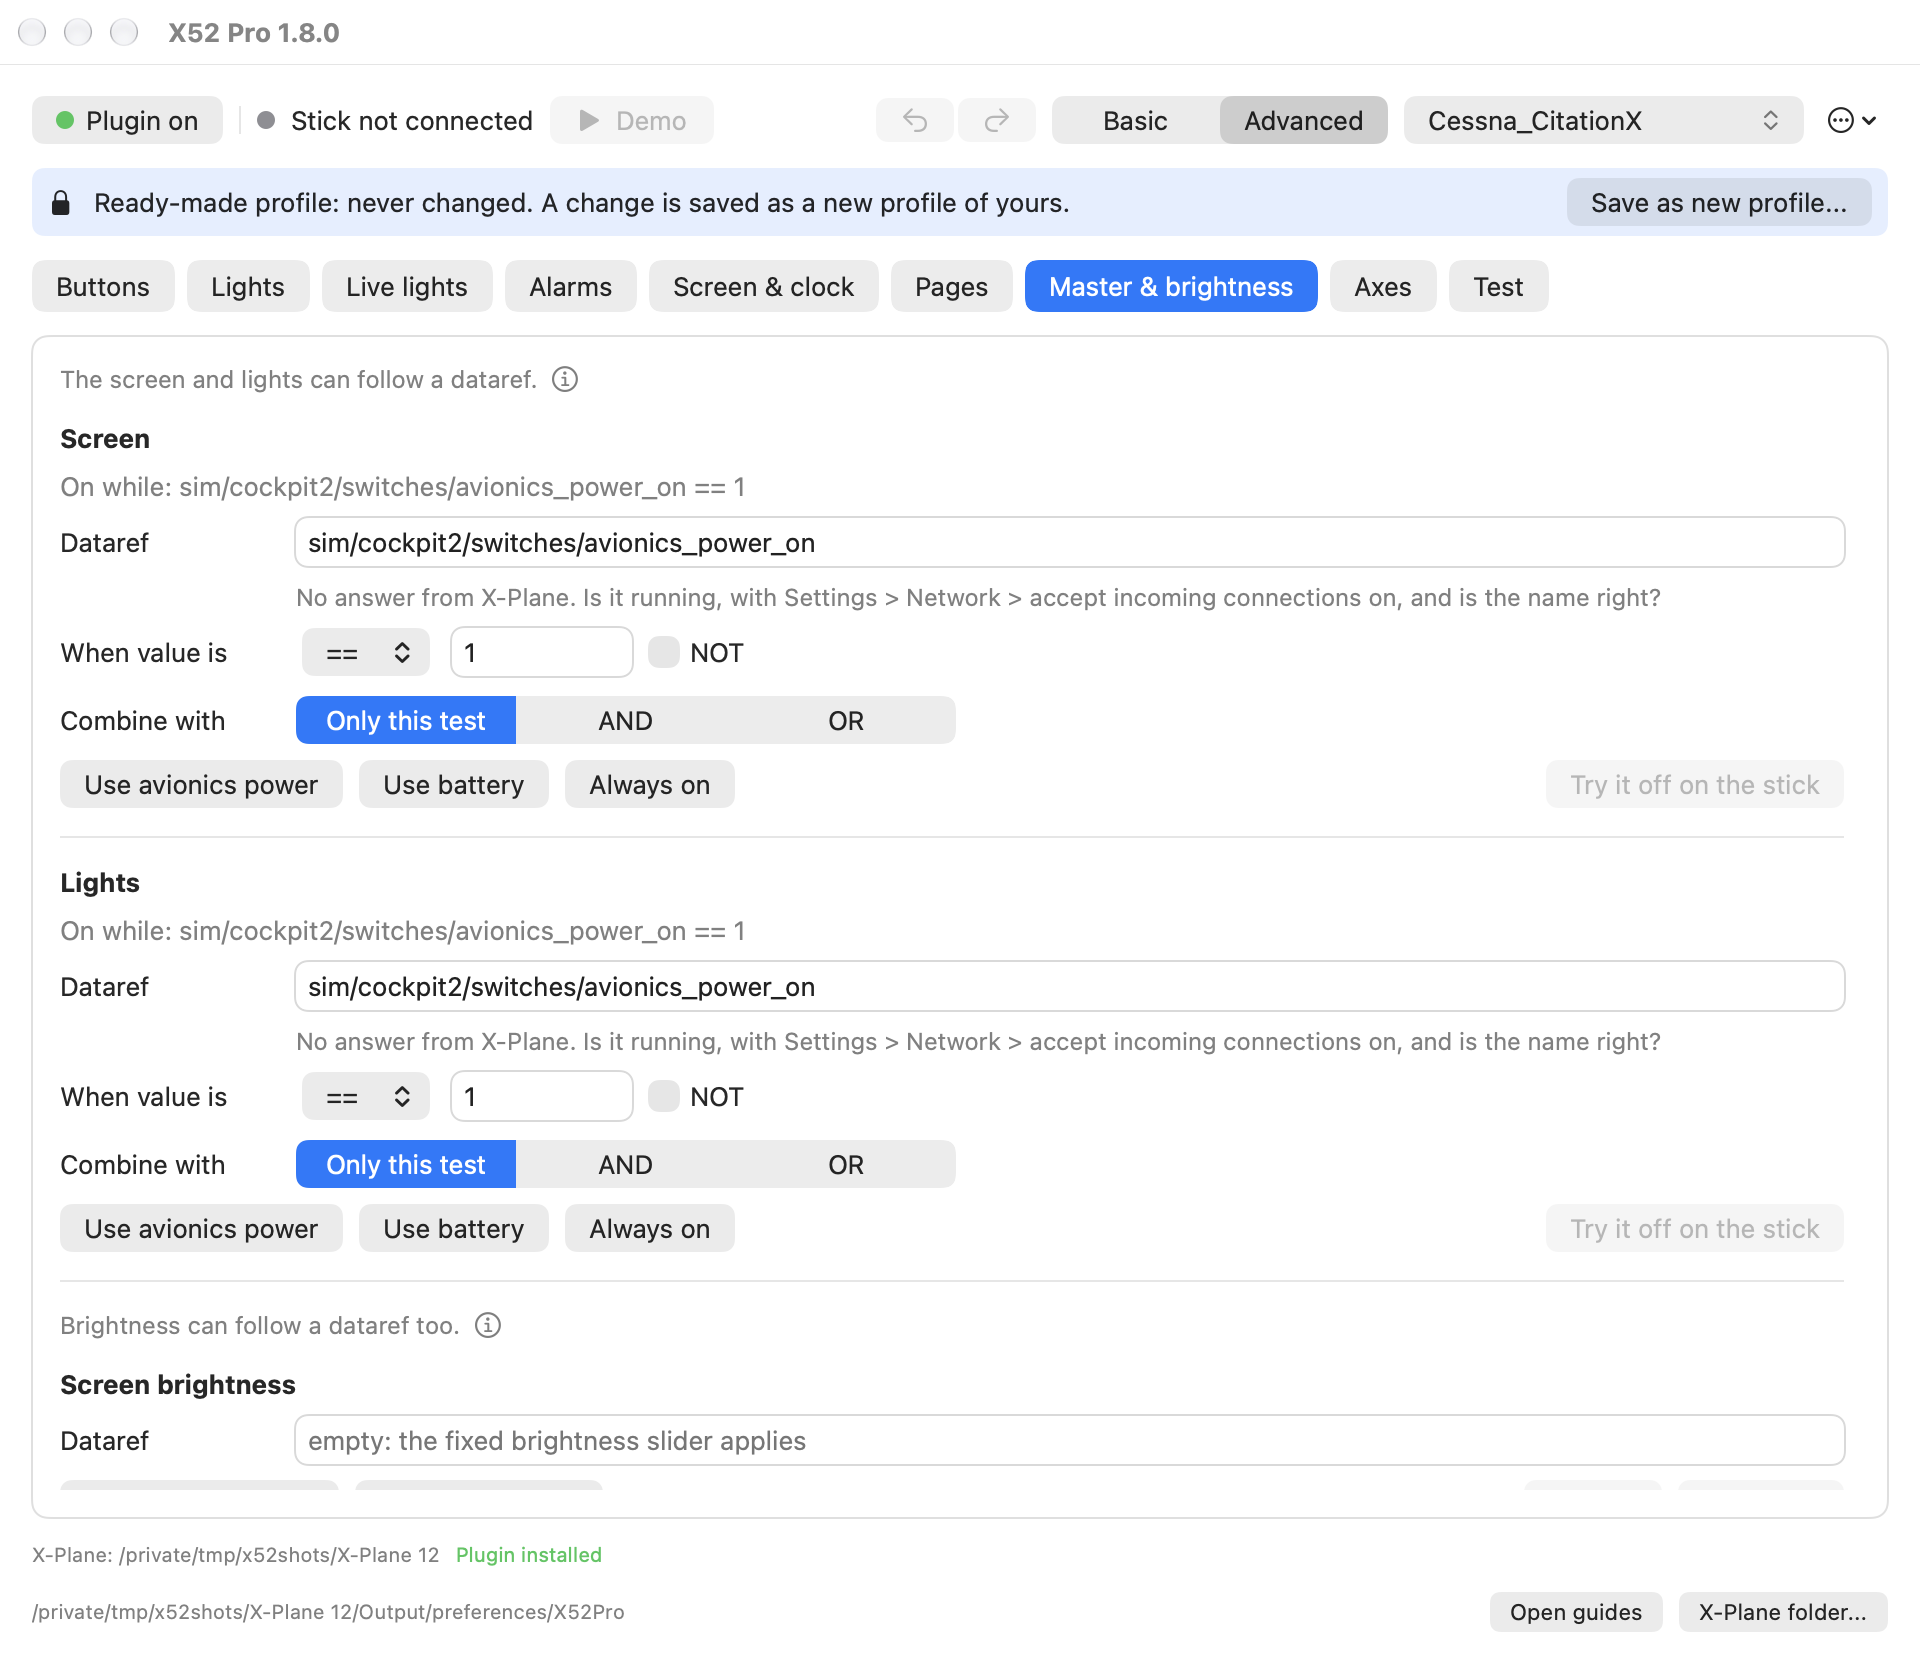 X52 Pro 1.8.0
Plugin on
Stick not connected
Demo
Basic
Advanced
Cessna_CitationX
Ready-made profile: never changed. A change is saved as a new profile of yours.
Save as new profile...
Buttons
Lights
Live lights
Alarms
Screen & clock
Pages
Master & brightness
Axes
Test
The screen and lights can follow a dataref.
Screen
On while: sim/cockpit2/switches/avionics_power_on == 1
Dataref
sim/cockpit2/switches/avionics_power_on
No answer from X-Plane. Is it running, with Settings > Network > accept incoming connections on, and is the name right?
When value is
==
1
NOT
Combine with
Only this test
AND
OR
Use avionics power
Use battery
Always on
Try it off on the stick
Lights
On while: sim/cockpit2/switches/avionics_power_on == 1
Dataref
sim/cockpit2/switches/avionics_power_on
No answer from X-Plane. Is it running, with Settings > Network > accept incoming connections on, and is the name right?
When value is
==
1
NOT
Combine with
Only this test
AND
OR
Use avionics power
Use battery
Always on
Try it off on the stick
Brightness can follow a dataref too.
Screen brightness
Dataref
empty: the fixed brightness slider applies
X-Plane: /private/tmp/x52shots/X-Plane 12
Plugin installed
/private/tmp/x52shots/X-Plane 12/Output/preferences/X52Pro
Open guides
X-Plane folder...